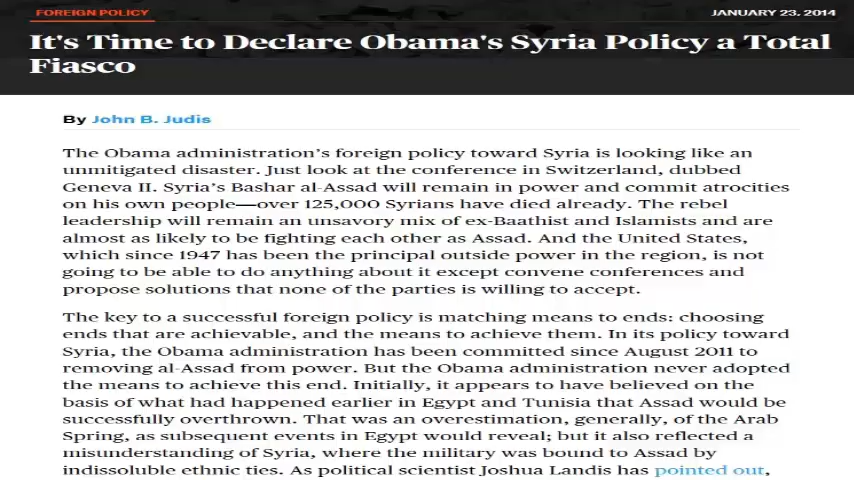 FOREIGN POLICY
JANUARY 23, 2014
It's Time to Declare Obama's Syria Policy a Total
Fiasco
By John B. Judis
The Obama administration’s foreign policy toward Syria is looking like an
unmitigated disaster. Just look at the conference in Switzerland, dubbed
Geneva II. Syria’s Bashar al-Assad will remain in power and commit atrocities
on his own people—over 125,000 Syrians have died already. The rebel
leadership will remain an unsavory mix of ex-Baathist and Islamists and are
almost as likely to be fighting each other as Assad. And the United States,
which since 1947 has been the principal outside power in the region, is not
going to be able to do anything about it except convene conferences and
propose solutions that none of the parties is willing to accept.
The key to a successful foreign policy is matching means to ends: choosing
ends that are achievable, and the means to achieve them. In its policy toward
Syria, the Obama administration has been committed since August 2011 to
removing al-Assad from power. But the Obama administration never adopted
the means to achieve this end. Initially, it appears to have believed on the
basis of what had happened earlier in Egypt and Tunisia that Assad would be
successfully overthrown. That was an overestimation, generally, of the Arab
Spring, as subsequent events in Egypt would reveal; but it also reflected a
misunderstanding of Syria, where the military was bound to Assad by
indissoluble ethnic ties. As political scientist Joshua Landis has pointed out,